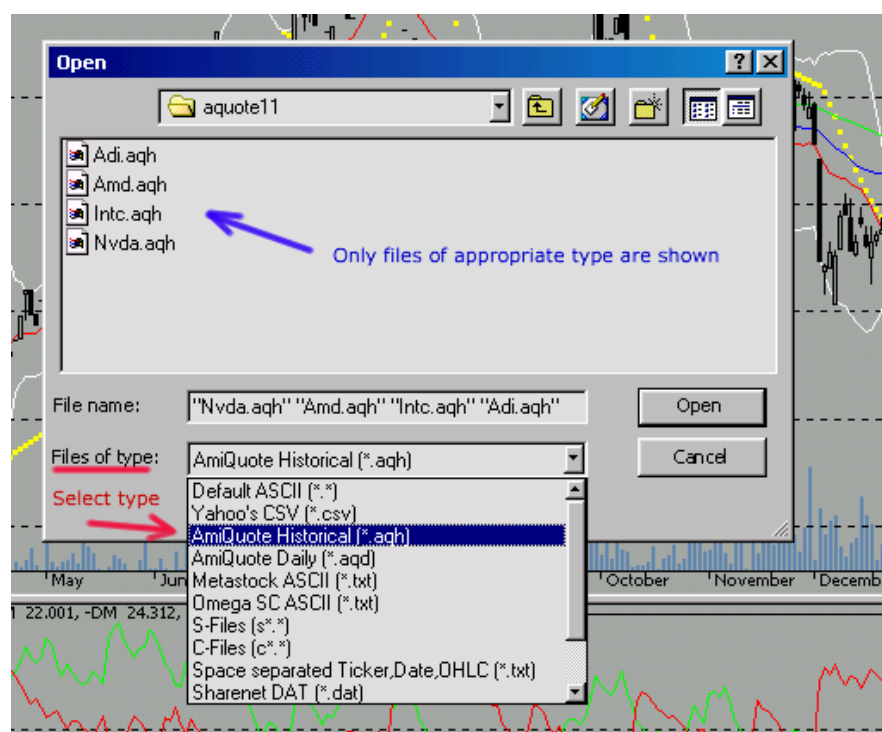 Open
aquote11
Adi.aqh
Amd.aqh
Intc.aqh
Nvda.aqh
Only files of appropriate type are shown
File name:
"Nvda.aqh" "Amd.aqh" "Intc.aqh" "Adi.aqh"
Open
Files of type:
AmiQuote Historical (*.aqh)
Cancel
Select type
Default ASCII (*.*)
Yahoo's CSV (*.csv)
AmiQuote Historical (*.aqh)
AmiQuote Daily (*.aqd)
Metastock ASCII (*.txt)
Omega SC ASCII (*.txt)
S-Files (s*.*)
C-Files (c*.*)
Space separated Ticker,Date,OHLC (*.txt)
Sharenet DAT (*.dat)
May Jun October November Decemb
22.001, -DM 24.312,